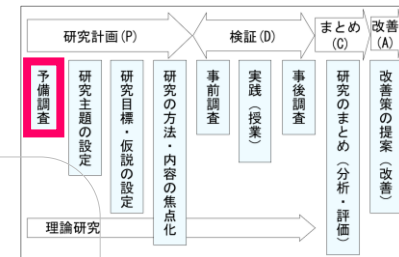 研究計画(P)
検証(D)
まとめ
(C)
改善
(A)
予備調査
研究主題の設定
研究目標・仮説の設定
研究の方法・内容の焦点化
事前調査
実践（授業）
事後調査
研究のまとめ（分析・評価）
改善策の提案（改善）
理論研究